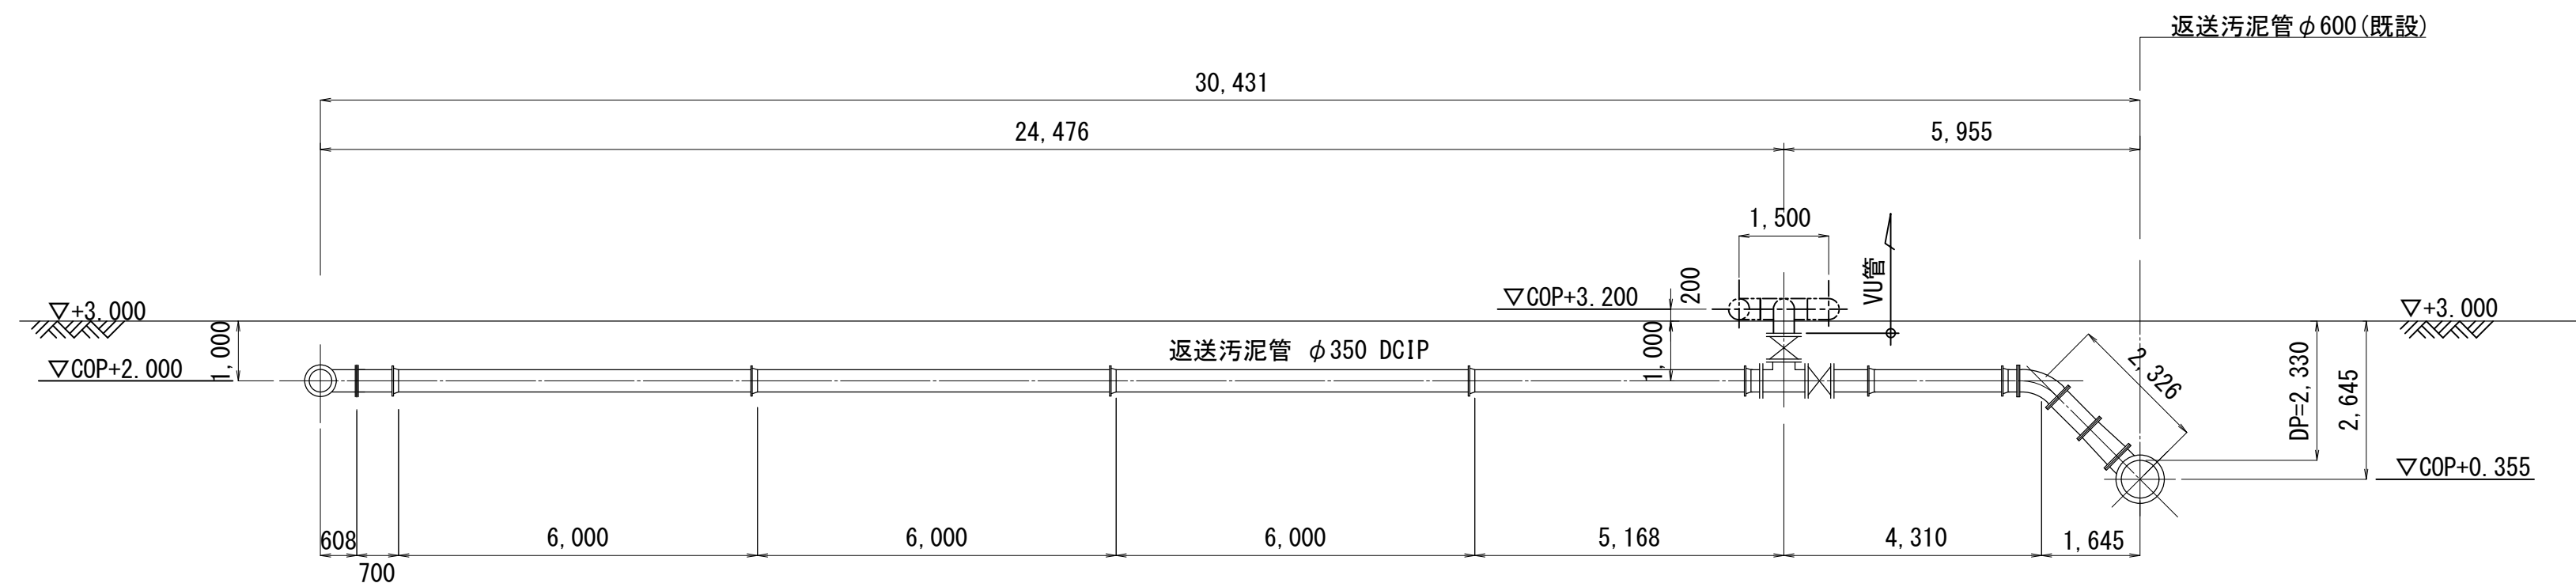 返送汚泥管φ600(既設)
30,431
24,476
5,955
1,500
VU管
200
▽COP+3.200
▽+3.000
▽+3.000
1,000
1,000
返送汚泥管 φ350 DCIP
▽COP+2.000
2,326
DP=2,330
2,645
▽COP+0.355
608
700
6,000
6,000
6,000
5,168
4,310
1,645